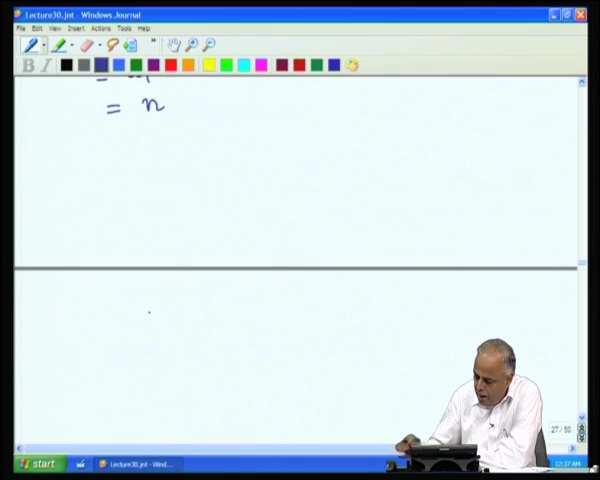 Lecture30.jnt - Windows Journal
File Edit View Insert Actions Tools Help
B I
= n
27 / 50
start Lecture30.jnt - Wind...
12:37 AM